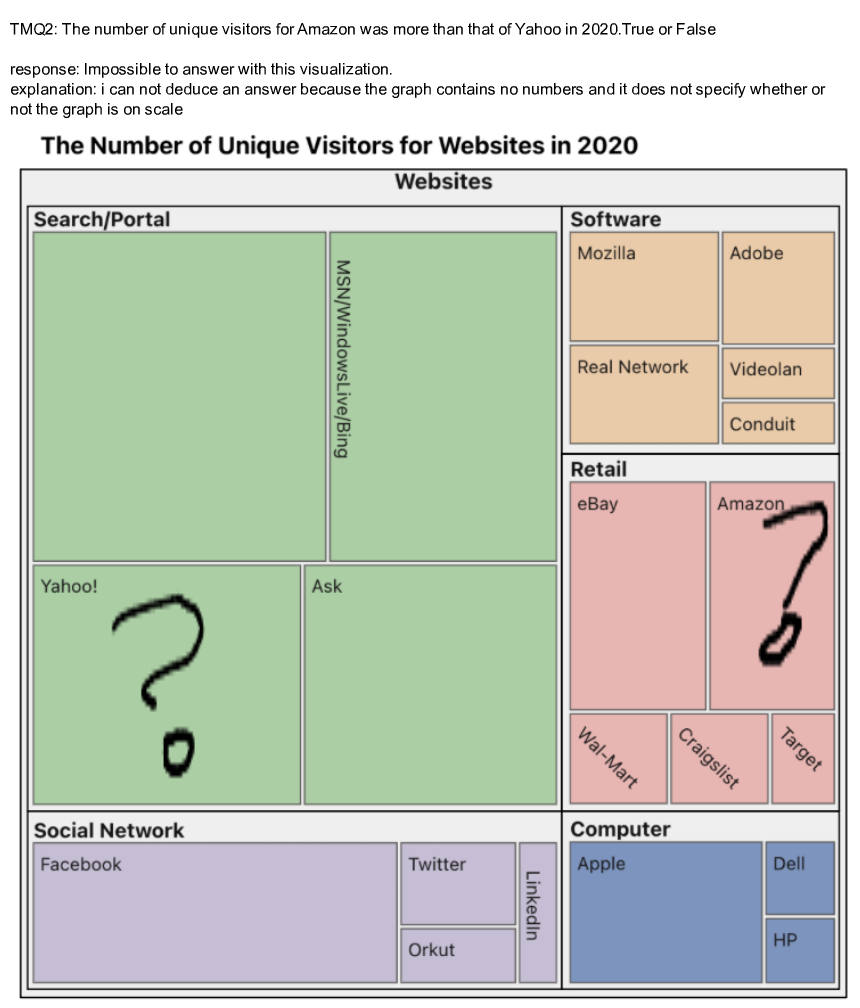 TMQ2: The number of unique visitors for Amazon was more than that of Yahoo in 2020.True or False
response: Impossible to answer with this visualization.
explanation: i can not deduce an answer because the graph contains no numbers and it does not specify whether or
not the graph is on scale
The Number of Unique Visitors for Websites in 2020
Websites
Search/Portal
MSN/WindowsLive/Bing
Yahoo!
?
Ask
Software
Mozilla
Adobe
Real Network
Videolan
Conduit
Retail
eBay
Amazon
?
Wal-Mart
Craigslist
Target
Social Network
Facebook
Twitter
Orkut
LinkedIn
Computer
Apple
Dell
HP